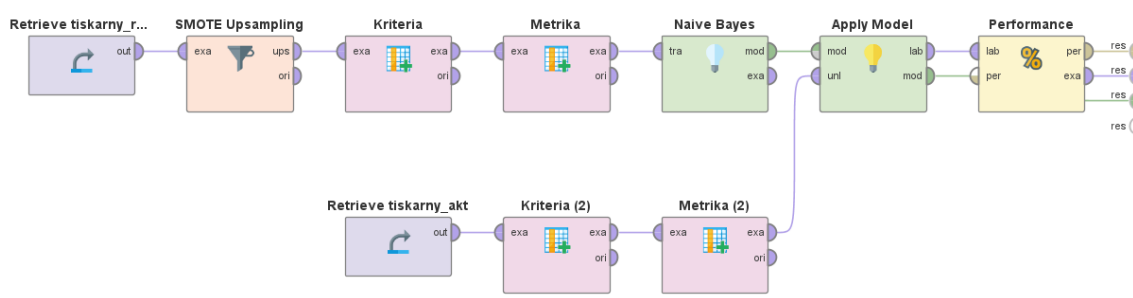 Retrieve tiskarny_r... SMOTE Upsampling Kriteria Metrika Naive Bayes Apply Model Performance
out exa ups exa exa exa exa tra mod mod lab lab per res
ori ori ori exa unl mod per exa res
res
res
Retrieve tiskarny_akt Kriteria (2) Metrika (2)
out exa exa exa exa
ori ori